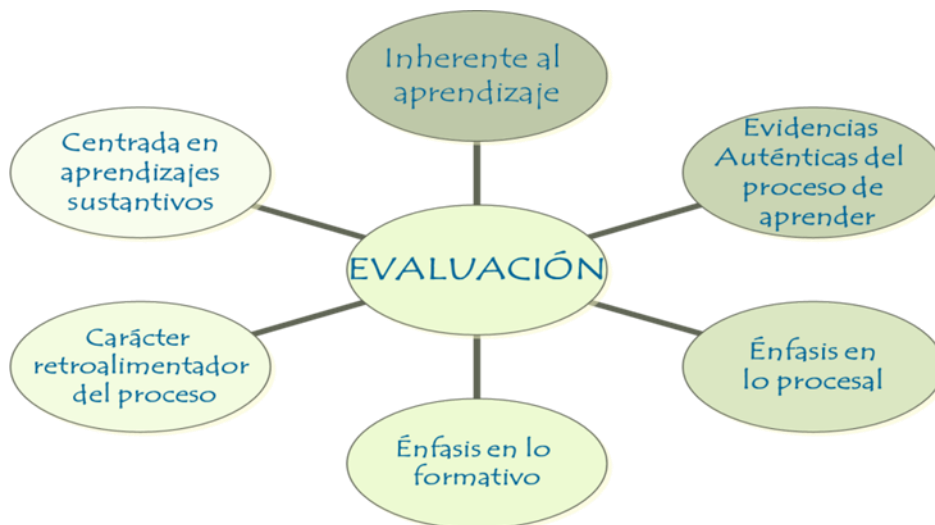 Inherente al
aprendizaje
Evidencias
Auténticas del
proceso de
aprender
Énfasis en
lo procesal
Énfasis en lo
formativo
Carácter
retroalimentador
del proceso
Centrada en
aprendizajes
sustantivos
EVALUACIÓN